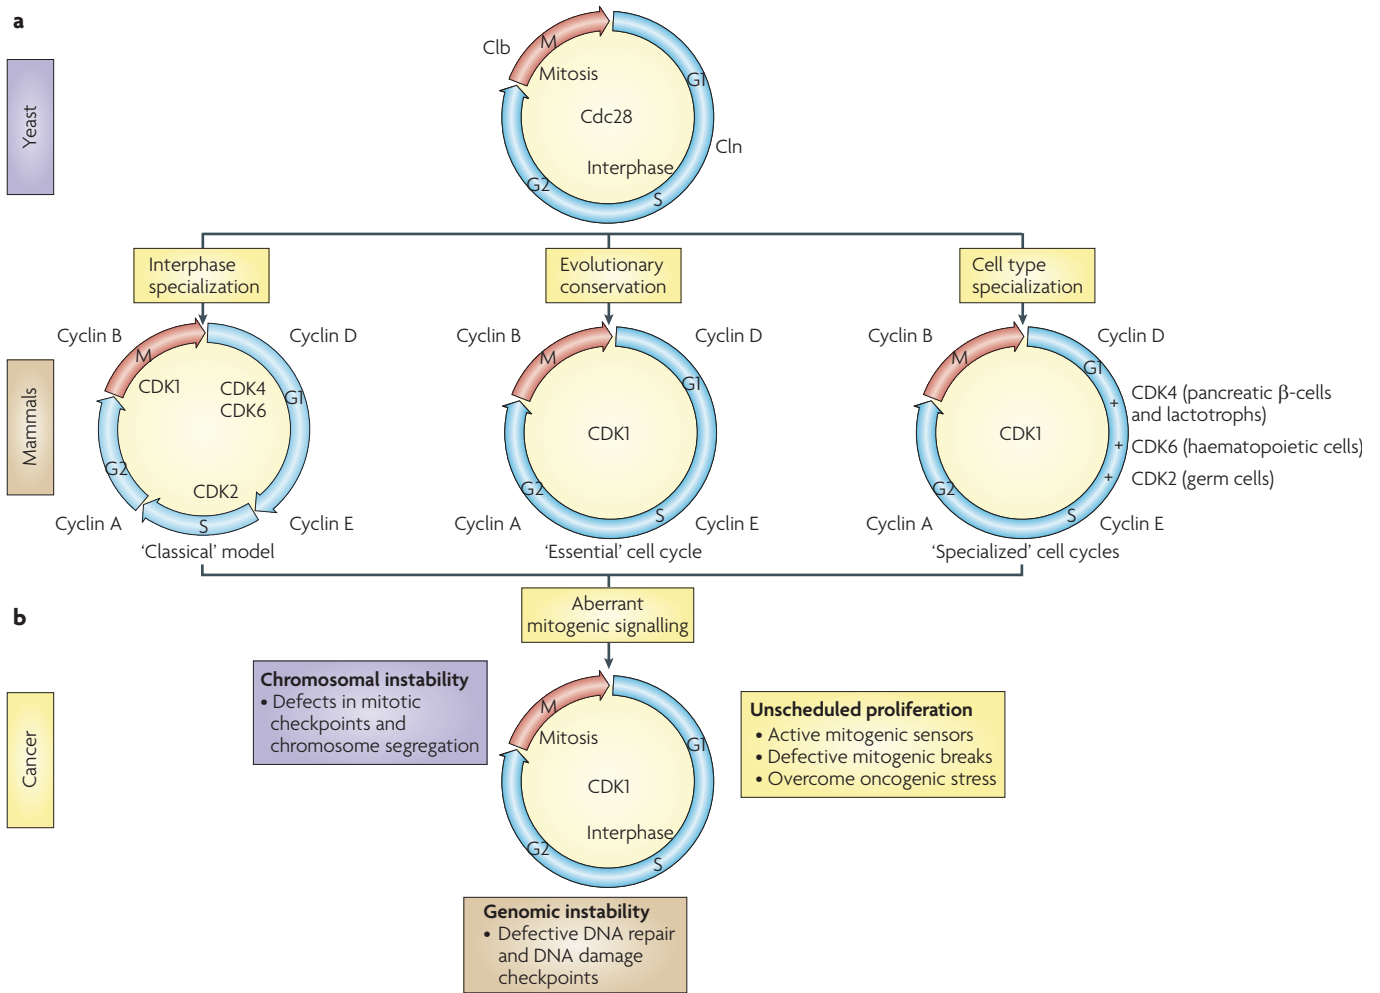 a
Yeast
Clb
M
Mitosis
G1
Cdc28
Cln
Interphase
G2
S
Interphase
specialization
Evolutionary
conservation
Cell type
specialization
Mammals
Cyclin B
Cyclin D
M
CDK1
CDK4
CDK6
G1
G2
CDK2
S
Cyclin A
Cyclin E
'Classical' model
Cyclin B
Cyclin D
M
G1
CDK1
G2
S
Cyclin A
Cyclin E
'Essential' cell cycle
Cyclin B
Cyclin D
M
G1
CDK1
+ CDK4 (pancreatic β-cells
and lactotrophs)
+ CDK6 (haematopoietic cells)
+ CDK2 (germ cells)
G2
S
Cyclin A
Cyclin E
'Specialized' cell cycles
b
Aberrant
mitogenic signalling
Cancer
Chromosomal instability
• Defects in mitotic
checkpoints and
chromosome segregation
M
Mitosis
G1
CDK1
Interphase
G2
S
Unscheduled proliferation
• Active mitogenic sensors
• Defective mitogenic breaks
• Overcome oncogenic stress
Genomic instability
• Defective DNA repair
and DNA damage
checkpoints